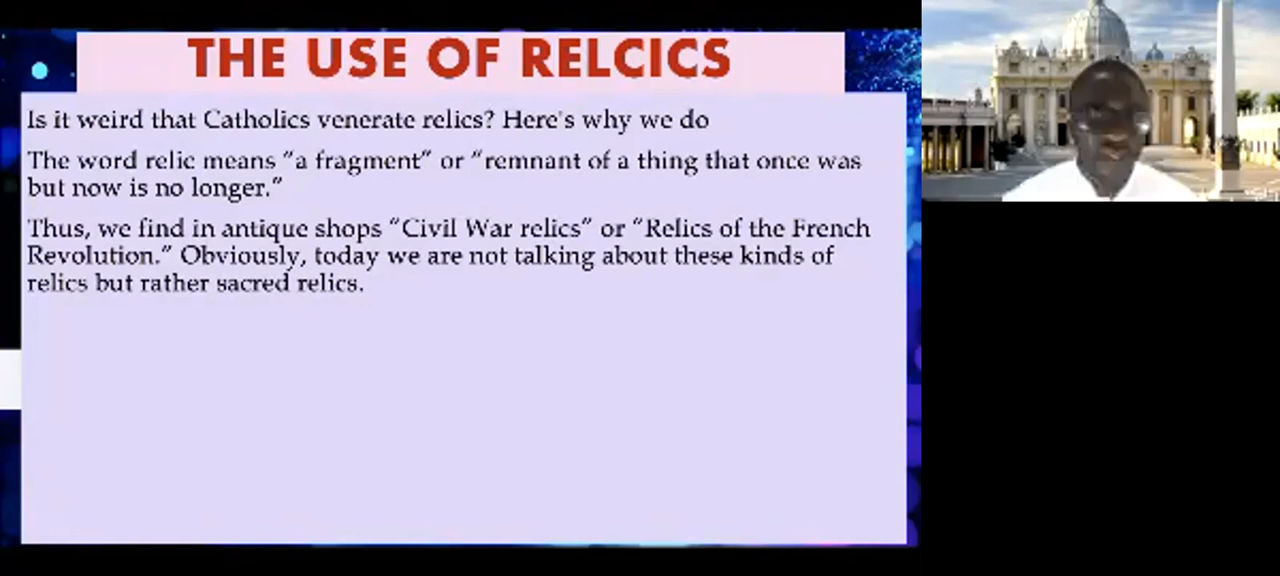 THE USE OF RELCICS
Is it weird that Catholics venerate relics? Here's why we do
The word relic means “a fragment” or “remnant of a thing that once was
but now is no longer.”
Thus, we find in antique shops “Civil War relics” or “Relics of the French
Revolution.” Obviously, today we are not talking about these kinds of
relics but rather sacred relics.